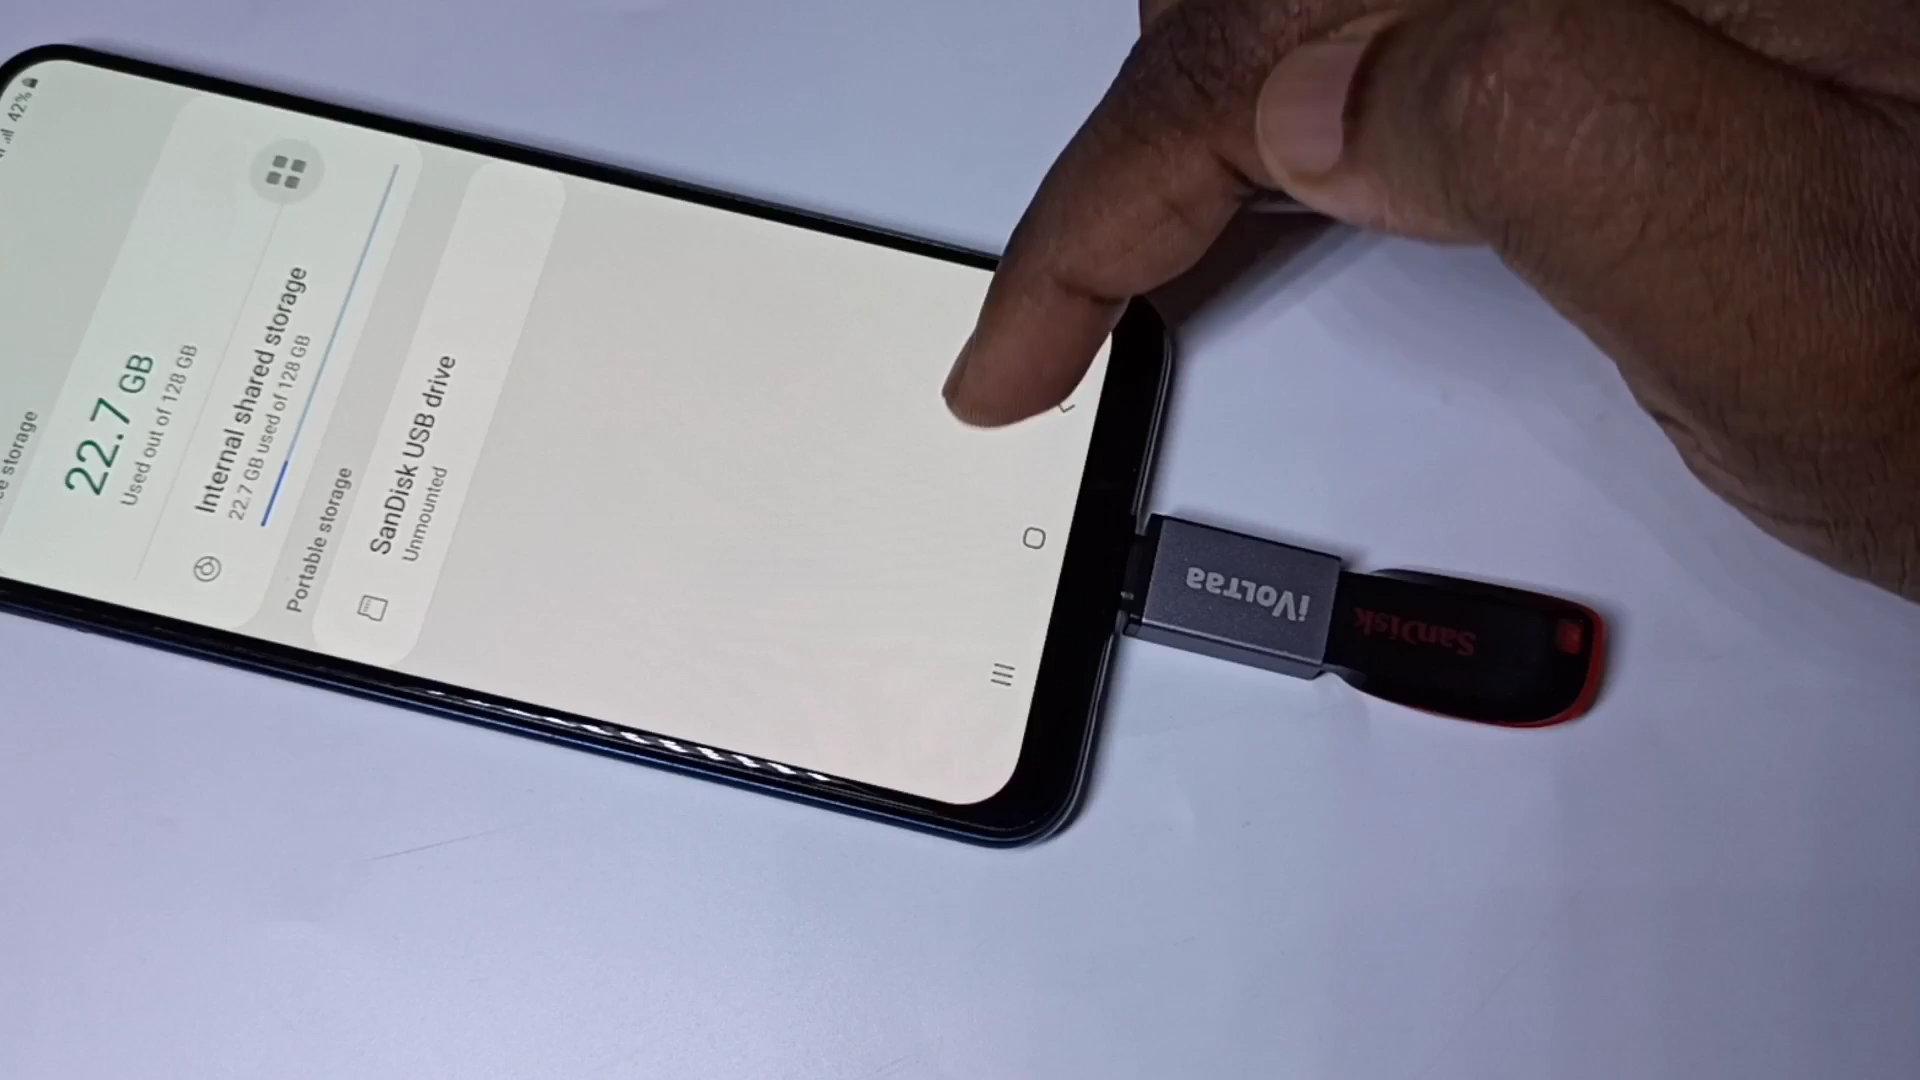 42%
ce storage
22.7 GB
Used out of 128 GB
Internal shared storage
22.7 GB used of 128 GB
Portable storage
SanDisk USB drive
Unmounted
iVoltaa
SanDisk